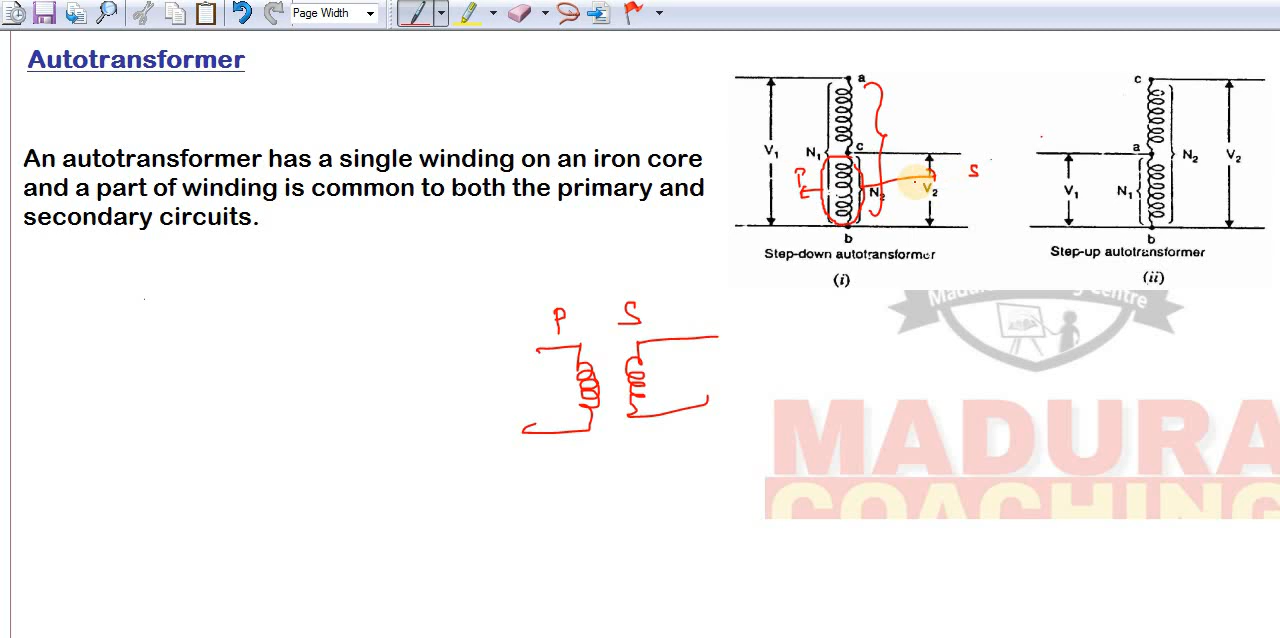 Page Width
Autotransformer
An autotransformer has a single winding on an iron core
and a part of winding is common to both the primary and
secondary circuits.
a
V1
N1
c
P
N2
V2
S
b
Step-down autotransformer
(i)
c
a
V1
N1
N2
V2
b
Step-up autotransformer
(ii)
P S
Centre
MADURA
COACHING